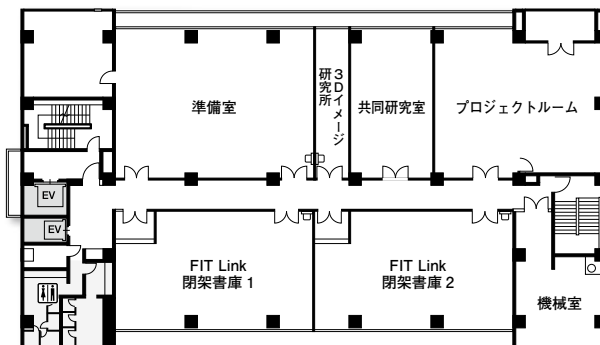 準備室
3Dイメージ
研究所
共同研究室
プロジェクトルーム
EV
EV
FIT Link
閉架書庫 1
FIT Link
閉架書庫 2
機械室